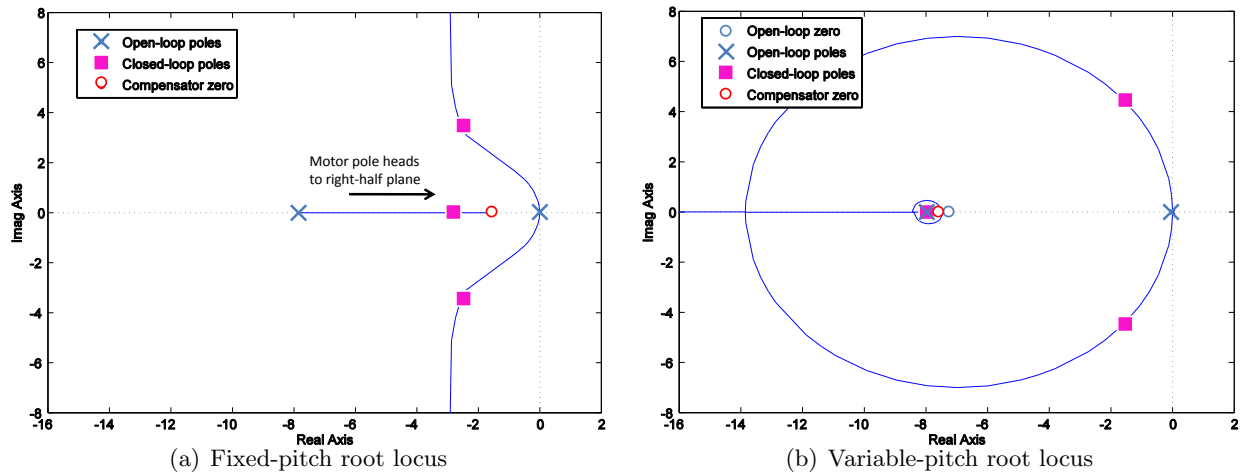 8
6
4
2
0
-2
-4
-6
-8
Imag Axis
Open-loop poles
Closed-loop poles
Compensator zero
Motor pole heads
to right-half plane
-16 -14 -12 -10 -8 -6 -4 -2 0 2
Real Axis
(a) Fixed-pitch root locus
8
6
4
2
0
-2
-4
-6
-8
Imag Axis
Open-loop zero
Open-loop poles
Closed-loop poles
Compensator zero
-16 -14 -12 -10 -8 -6 -4 -2 0 2
Real Axis
(b) Variable-pitch root locus